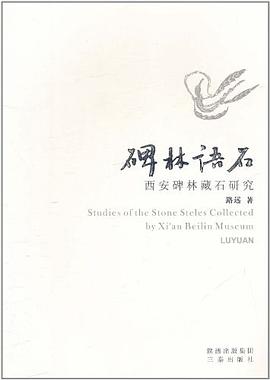 碑林语石
西安碑林藏石研究
路远 著
Studies of the Stone Steles Collected
by Xi'an Beilin Museum
LUYUAN
陕西出版集团
三秦出版社